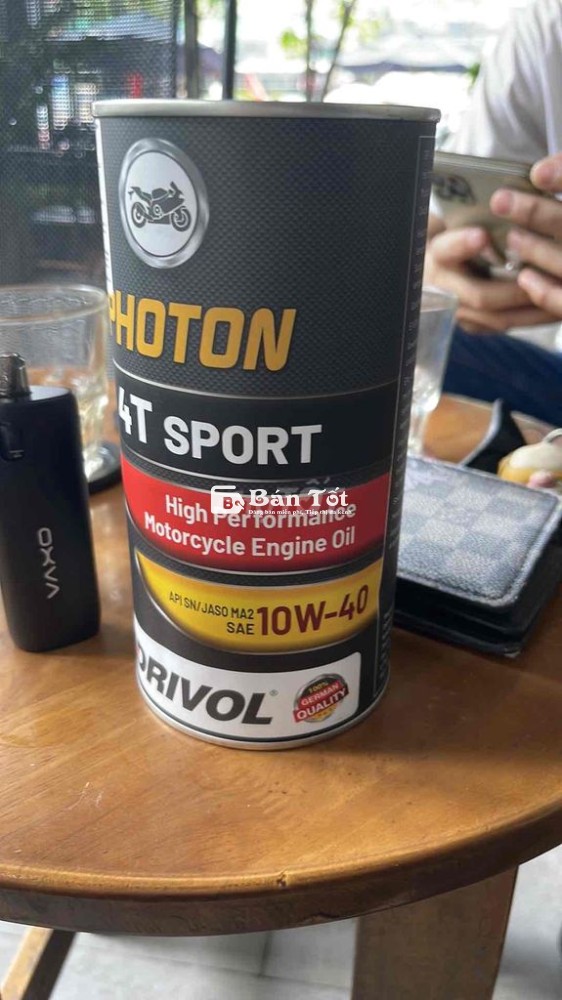 PHOTON
4T SPORT
High Performance
Motorcycle Engine Oil
API SN/JASO MA2
SAE 10W-40
DRIVOL®
100%
GERMAN
QUALITY
OXVA
Bán Tốt